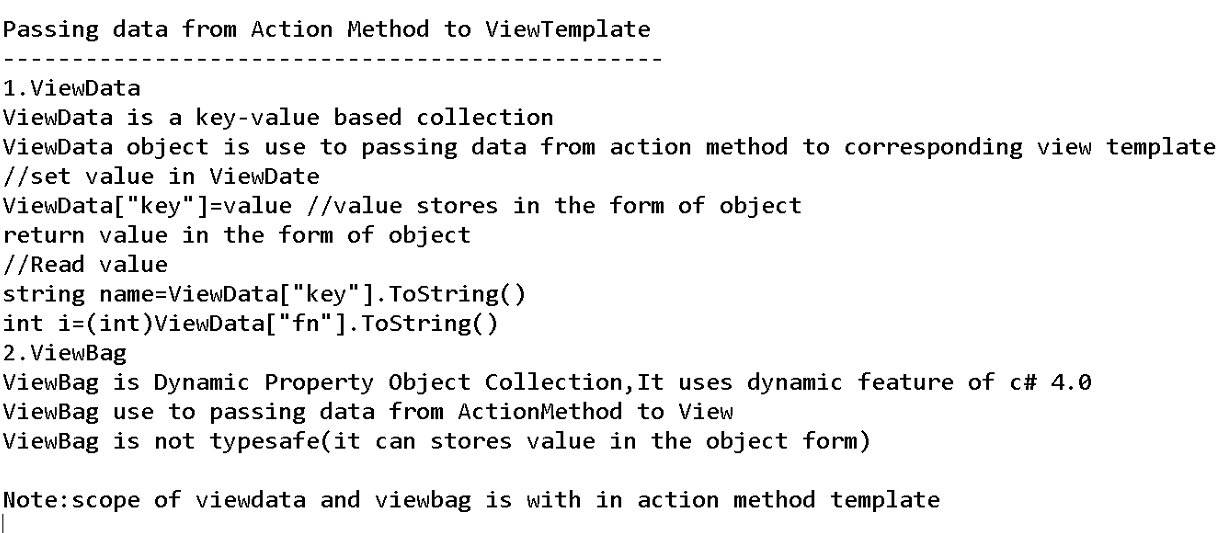 Passing data from Action Method to ViewTemplate
------------------------------------------------
1.ViewData
ViewData is a key-value based collection
ViewData object is use to passing data from action method to corresponding view template
//set value in ViewDate
ViewData["key"]=value //value stores in the form of object
return value in the form of object
//Read value
string name=ViewData["key"].ToString()
int i=(int)ViewData["fn"].ToString()
2.ViewBag
ViewBag is Dynamic Property Object Collection,It uses dynamic feature of c# 4.0
ViewBag use to passing data from ActionMethod to View
ViewBag is not typesafe(it can stores value in the object form)
Note:scope of viewdata and viewbag is with in action method template